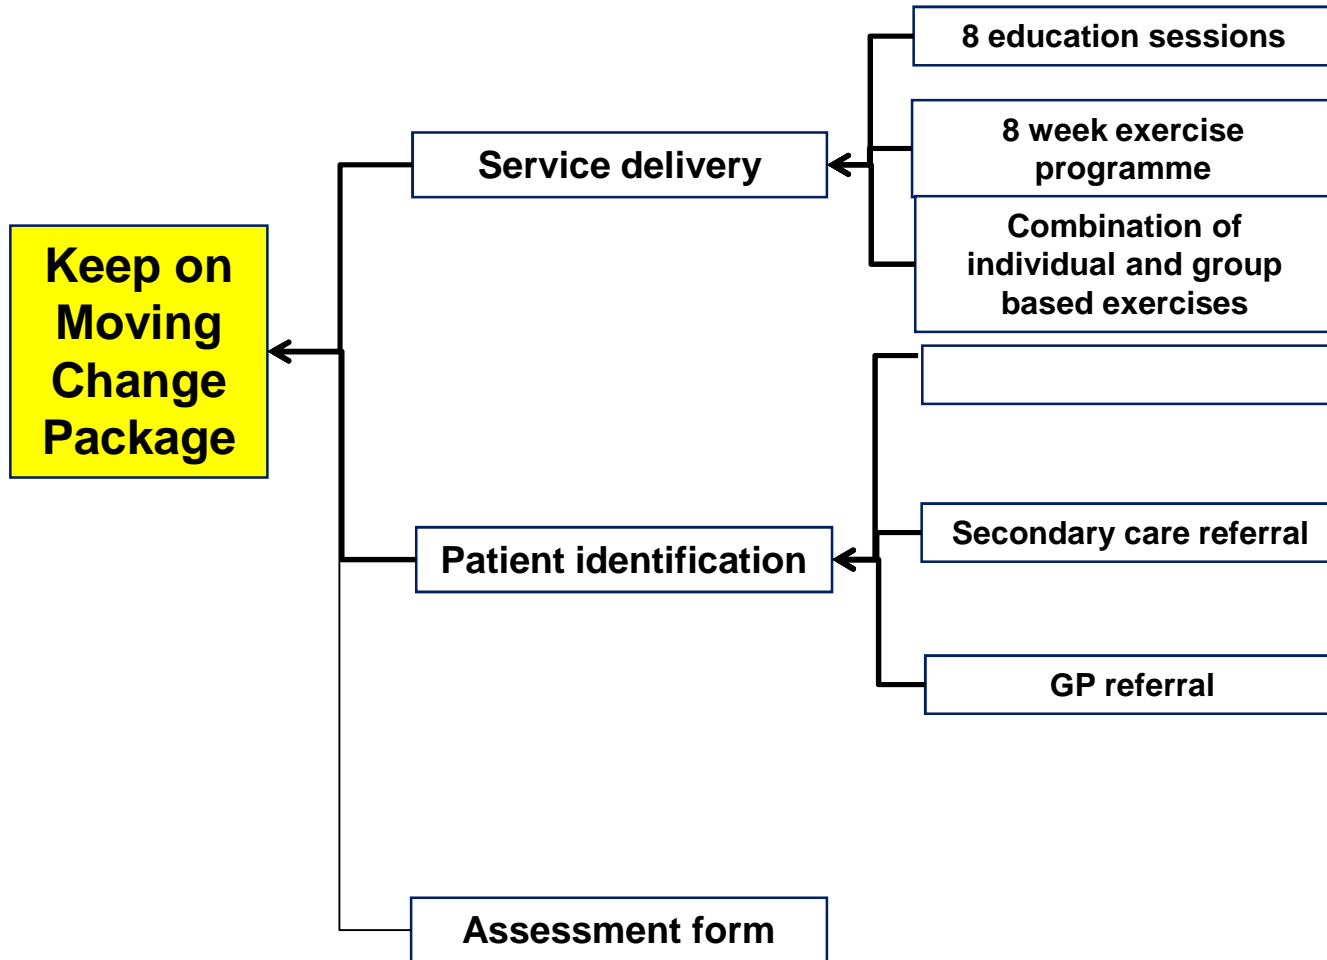 Keep on
Moving
Change
Package
Service delivery
8 education sessions
8 week exercise
programme
Combination of
individual and group
based exercises
Patient identification
Secondary care referral
GP referral
Assessment form